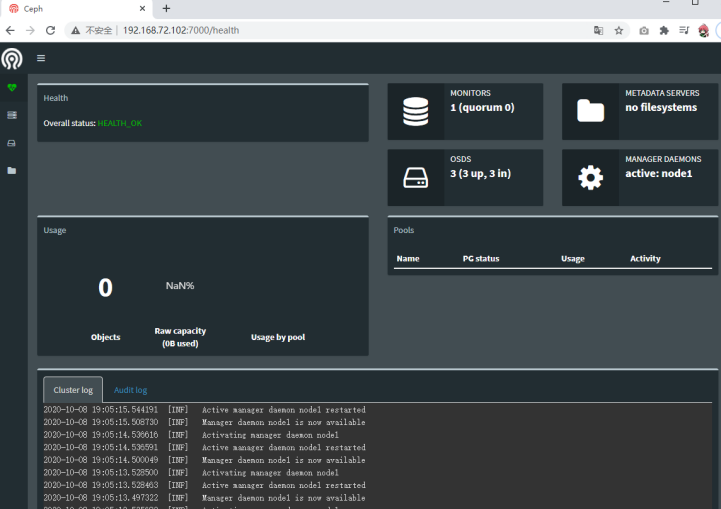 Ceph
不安全 | 192.168.72.102:7000/health
Health
Overall status: HEALTH_OK
MONITORS
1 (quorum 0)
METADATA SERVERS
no filesystems
OSDS
3 (3 up, 3 in)
MANAGER DAEMONS
active: node1
Usage
0
NaN%
Objects
Raw capacity
(0B used)
Usage by pool
Pools
Name PG status Usage Activity
Cluster log Audit log
2020-10-08 19:05:15.544191 [INF] Active manager daemon node1 restarted
2020-10-08 19:05:15.508730 [INF] Manager daemon node1 is now available
2020-10-08 19:05:14.536616 [INF] Activating manager daemon node1
2020-10-08 19:05:14.536591 [INF] Active manager daemon node1 restarted
2020-10-08 19:05:14.500049 [INF] Manager daemon node1 is now available
2020-10-08 19:05:13.528500 [INF] Activating manager daemon node1
2020-10-08 19:05:13.528463 [INF] Active manager daemon node1 restarted
2020-10-08 19:05:13.497322 [INF] Manager daemon node1 is now available